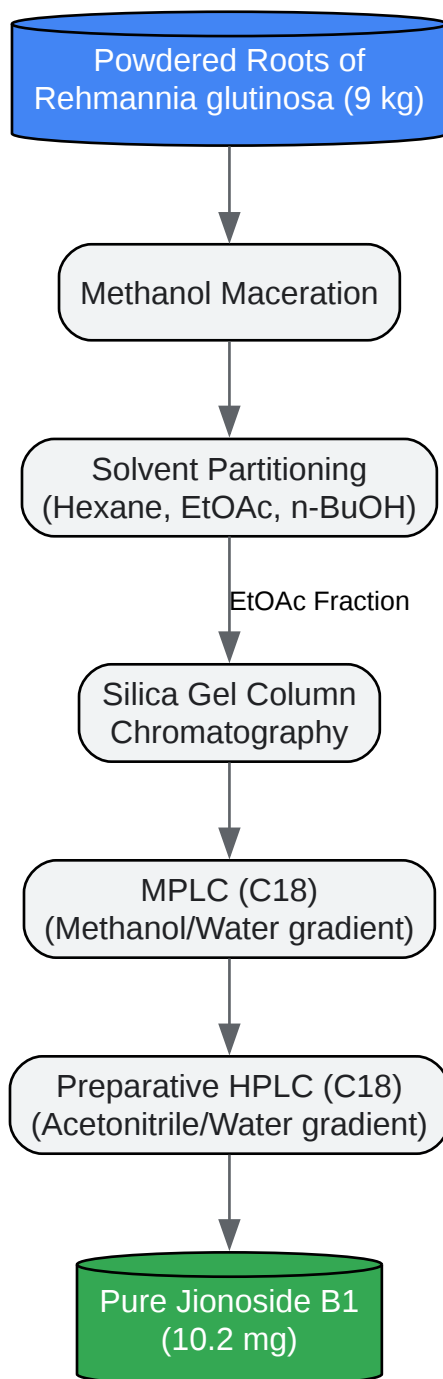 Powdered Roots of
Rehmannia glutinosa (9 kg)
Methanol Maceration
Solvent Partitioning
(Hexane, EtOAc, n-BuOH)
EtOAc Fraction
Silica Gel Column
Chromatography
MPLC (C18)
(Methanol/Water gradient)
Preparative HPLC (C18)
(Acetonitrile/Water gradient)
Pure Jionoside B1
(10.2 mg)